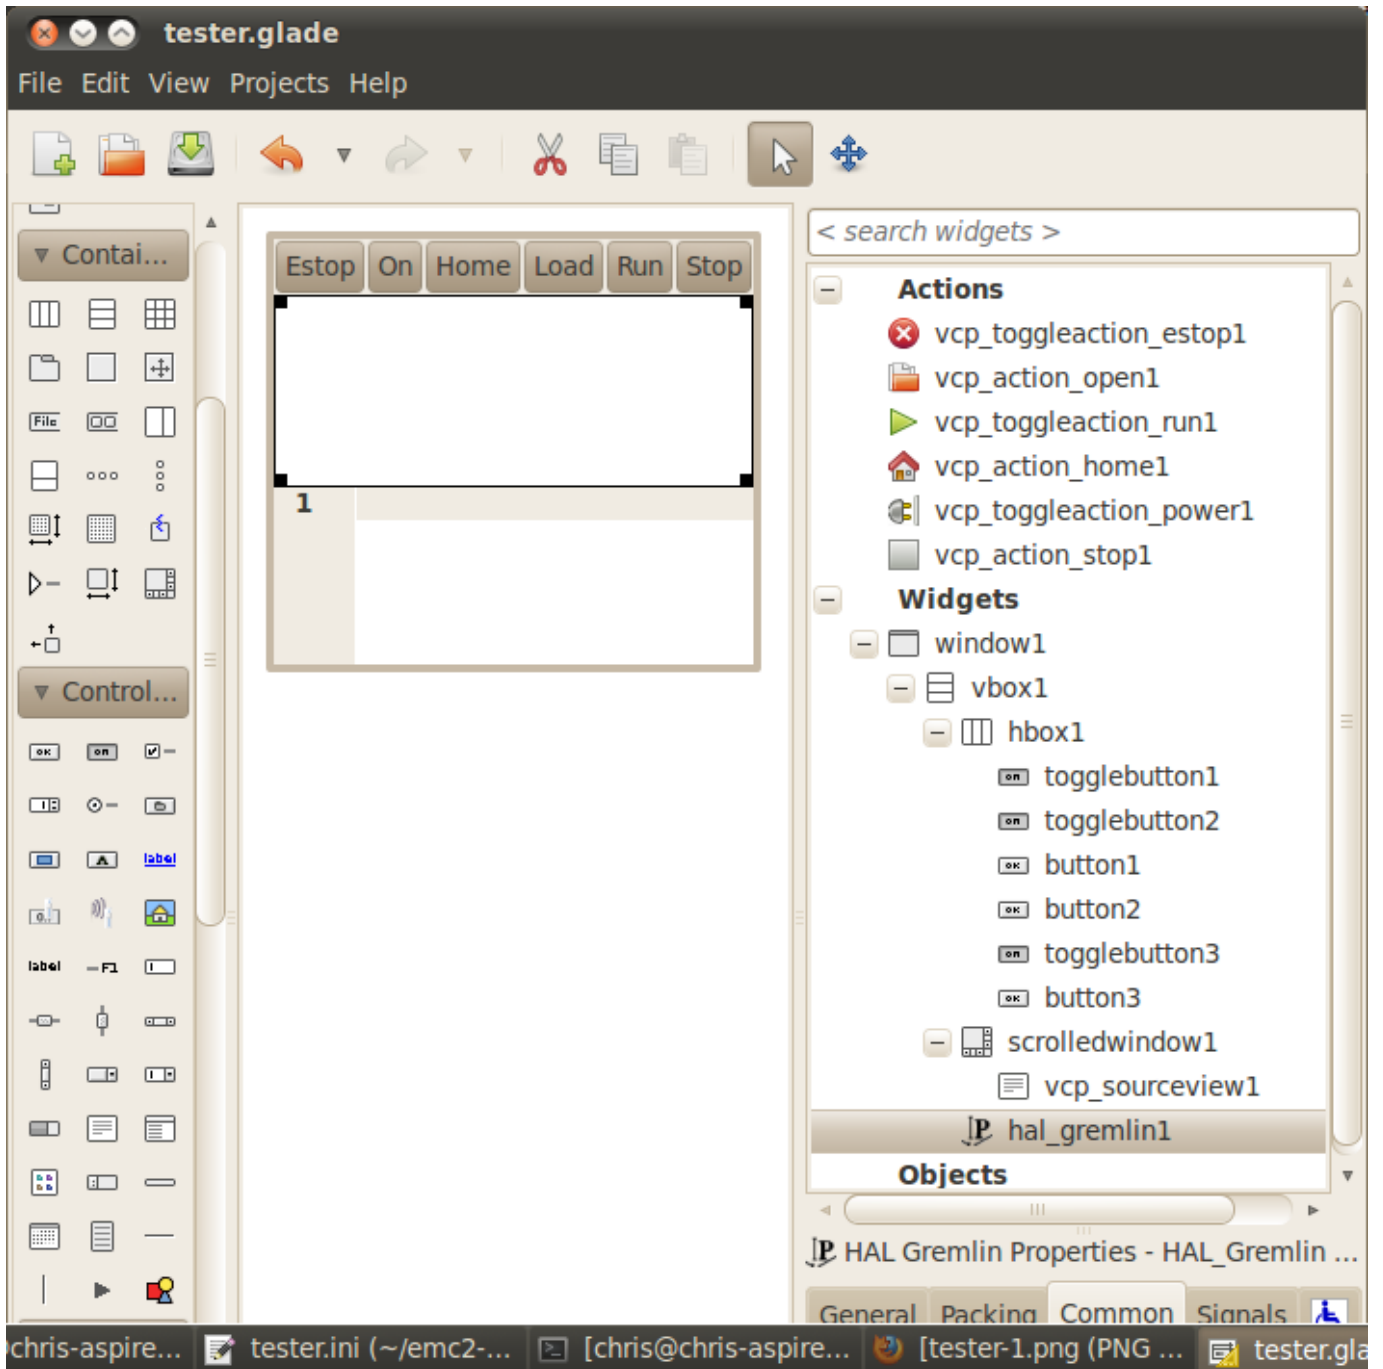 tester.glade
File Edit View Projects Help
< search widgets >
Contai...
Estop On Home Load Run Stop
Actions
vcp_toggleaction_estop1
vcp_action_open1
File
vcp_toggleaction_run1
vcp_action_home1
1
vcp_toggleaction_power1
vcp_action_stop1
Widgets
window1
Control...
vbox1
hbox1
OK on
togglebutton1
togglebutton2
label
button1
button2
label F1
togglebutton3
button3
scrolledwindow1
vcp_sourceview1
hal_gremlin1
Objects
HAL Gremlin Properties - HAL_Gremlin ...
General Packing Common Signals
chris-aspire... tester.ini (~/emc2-... [chris@chris-aspire... [tester-1.png (PNG ... tester.gla